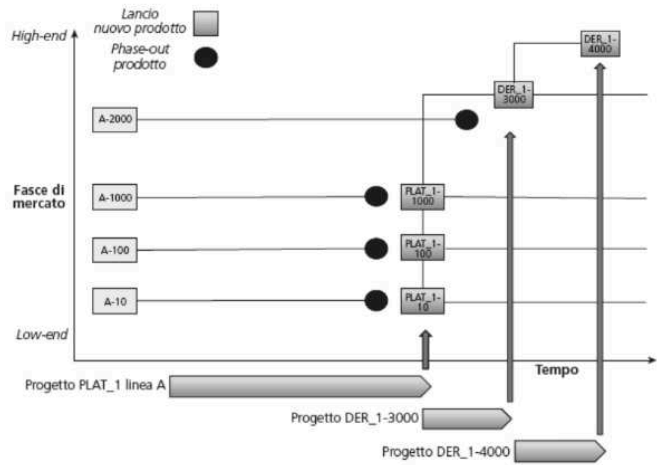 Lancio
nuovo prodotto
Phase-out
prodotto
High-end
DER_1-
4000
DER_1-
3000
A-2000
Fasce di
mercato
A-1000
PLAT_1-
1000
A-100
PLAT_1-
100
A-10
PLAT_1-
10
Low-end
Tempo
Progetto PLAT_1 linea A
Progetto DER_1-3000
Progetto DER_1-4000